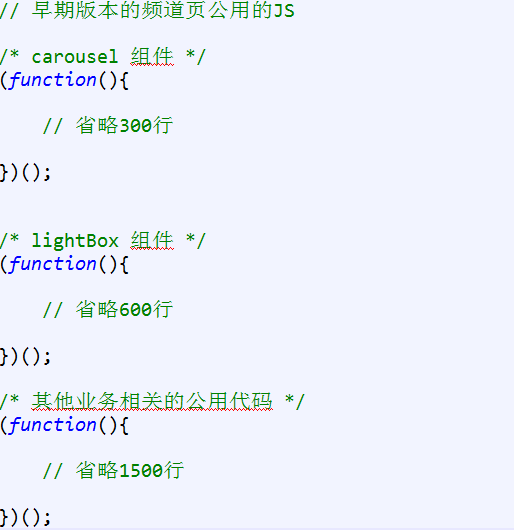 // 早期版本的频道页公用的JS
/* carousel 组件 */
(function(){
// 省略300行
})();
/* lightBox 组件 */
(function(){
// 省略600行
})();
/* 其他业务相关的公用代码 */
(function(){
// 省略1500行
})();